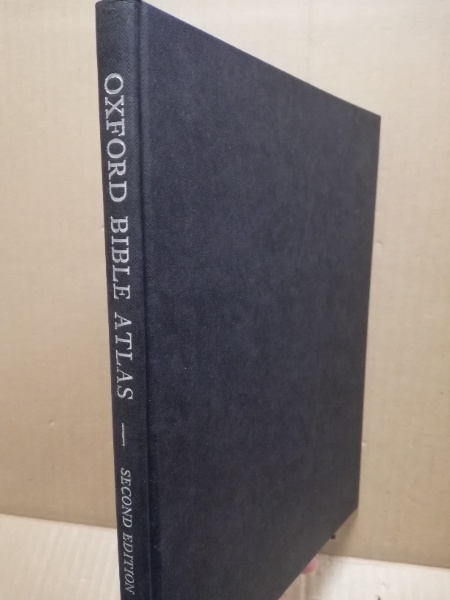 OXFORD BIBLE ATLAS — SECOND EDITION